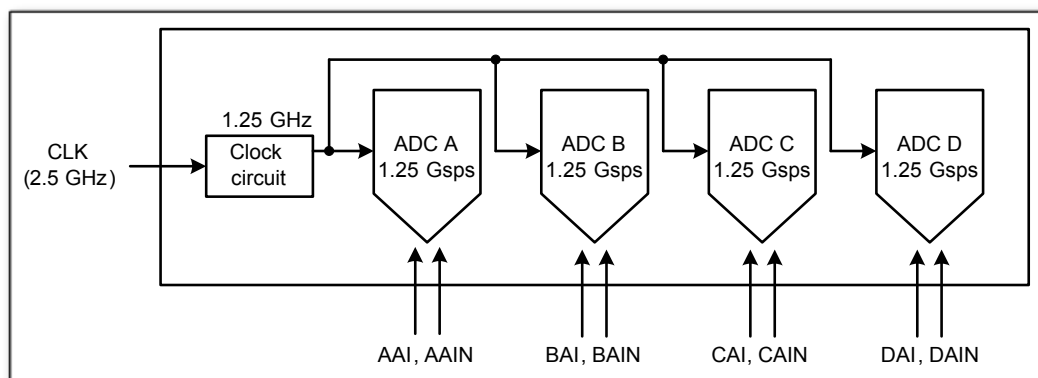 1.25 GHz
CLK
(2.5 GHz)
Clock
circuit
ADC A
1.25 Gsps
ADC B
1.25 Gsps
ADC C
1.25 Gsps
ADC D
1.25 Gsps
AAI, AAIN
BAI, BAIN
CAI, CAIN
DAI, DAIN